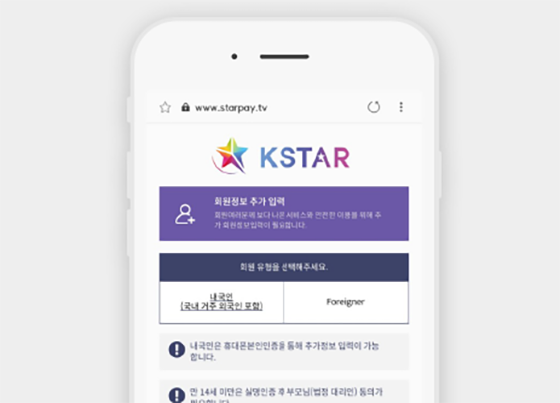 www.starpay.tv
KSTAR
회원정보 추가 입력
회원여러분께 보다 나은 서비스와 안전한 이용을 위해 추
가 회원정보입력이 필요합니다.
회원 유형을 선택해주세요.
내국인
(국내 거주 외국인 포함)
Foreigner
내국인은 휴대폰본인인증을 통해 추가정보 입력이 가능
합니다.
만 14세 미만은 실명인증 후 부모님(법정 대리인) 동의가